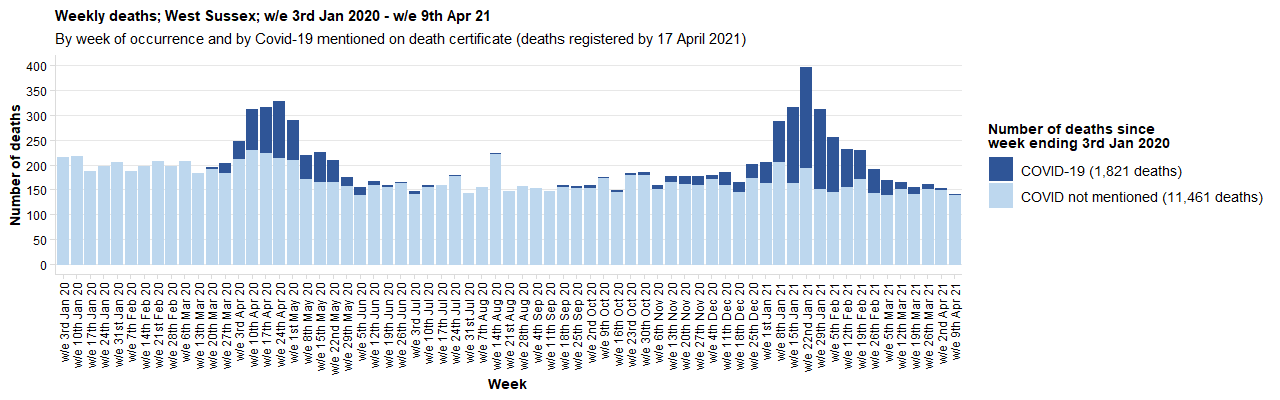 Weekly deaths; West Sussex; w/e 3rd Jan 2020 - w/e 9th Apr 21
By week of occurrence and by Covid-19 mentioned on death certificate (deaths registered by 17 April 2021)
Number of deaths
400
350
300
250
200
150
100
50
0
w/e 3rd Jan 20
w/e 10th Jan 20
w/e 17th Jan 20
w/e 24th Jan 20
w/e 31st Jan 20
w/e 7th Feb 20
w/e 14th Feb 20
w/e 21st Feb 20
w/e 28th Feb 20
w/e 6th Mar 20
w/e 13th Mar 20
w/e 20th Mar 20
w/e 27th Mar 20
w/e 3rd Apr 20
w/e 10th Apr 20
w/e 17th Apr 20
w/e 24th Apr 20
w/e 1st May 20
w/e 8th May 20
w/e 15th May 20
w/e 22nd May 20
w/e 29th May 20
w/e 5th Jun 20
w/e 12th Jun 20
w/e 19th Jun 20
w/e 26th Jun 20
w/e 3rd Jul 20
w/e 10th Jul 20
w/e 17th Jul 20
w/e 24th Jul 20
w/e 31st Jul 20
w/e 7th Aug 20
w/e 14th Aug 20
w/e 21st Aug 20
w/e 28th Aug 20
w/e 4th Sep 20
w/e 11th Sep 20
w/e 18th Sep 20
w/e 25th Sep 20
w/e 2nd Oct 20
w/e 9th Oct 20
w/e 16th Oct 20
w/e 23rd Oct 20
w/e 30th Oct 20
w/e 6th Nov 20
w/e 13th Nov 20
w/e 20th Nov 20
w/e 27th Nov 20
w/e 4th Dec 20
w/e 11th Dec 20
w/e 18th Dec 20
w/e 25th Dec 20
w/e 1st Jan 21
w/e 8th Jan 21
w/e 15th Jan 21
w/e 22nd Jan 21
w/e 29th Jan 21
w/e 5th Feb 21
w/e 12th Feb 21
w/e 19th Feb 21
w/e 26th Feb 21
w/e 5th Mar 21
w/e 12th Mar 21
w/e 19th Mar 21
w/e 26th Mar 21
w/e 2nd Apr 21
w/e 9th Apr 21
Week
Number of deaths since
week ending 3rd Jan 2020
COVID-19 (1,821 deaths)
COVID not mentioned (11,461 deaths)